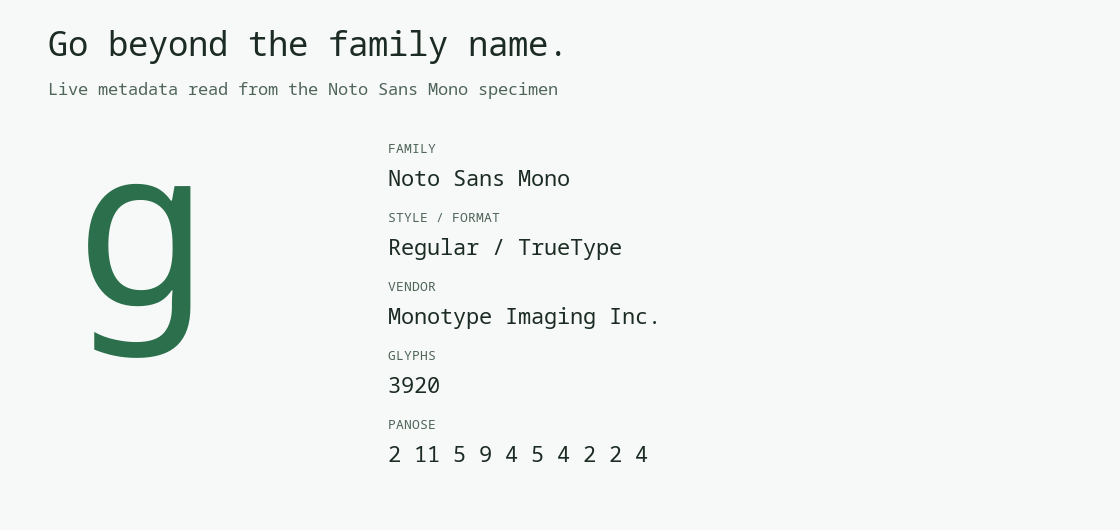 Go beyond the family name.
Live metadata read from the Noto Sans Mono specimen
g
FAMILY
Noto Sans Mono
STYLE / FORMAT
Regular / TrueType
VENDOR
Monotype Imaging Inc.
GLYPHS
3920
PANOSE
2 11 5 9 4 5 4 2 2 4